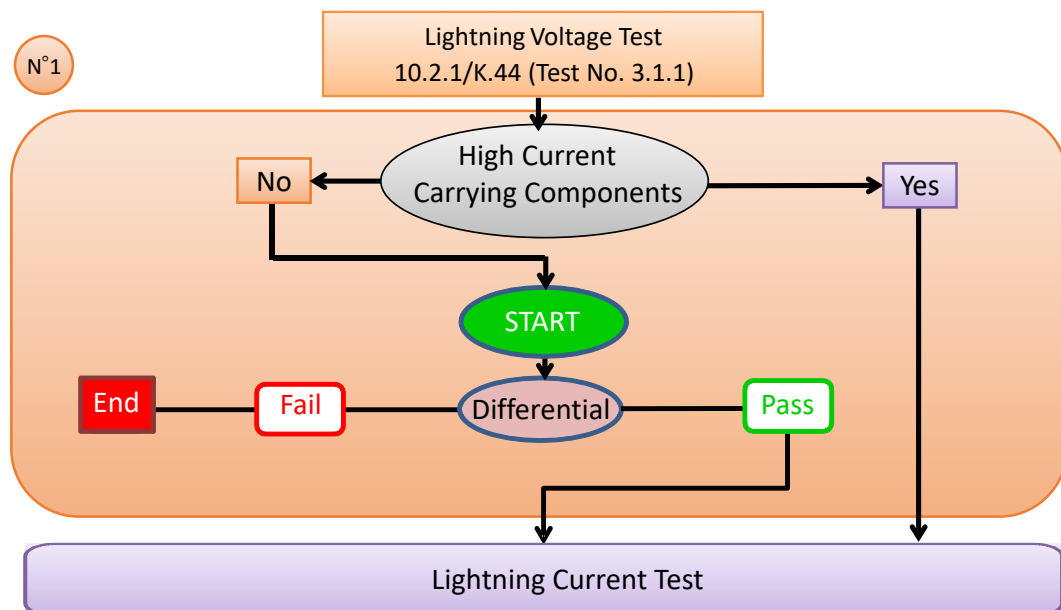 N°1
Lightning Voltage Test
10.2.1/K.44 (Test No. 3.1.1)
High Current
Carrying Components
No
Yes
START
End
Fail
Differential
Pass
Lightning Current Test